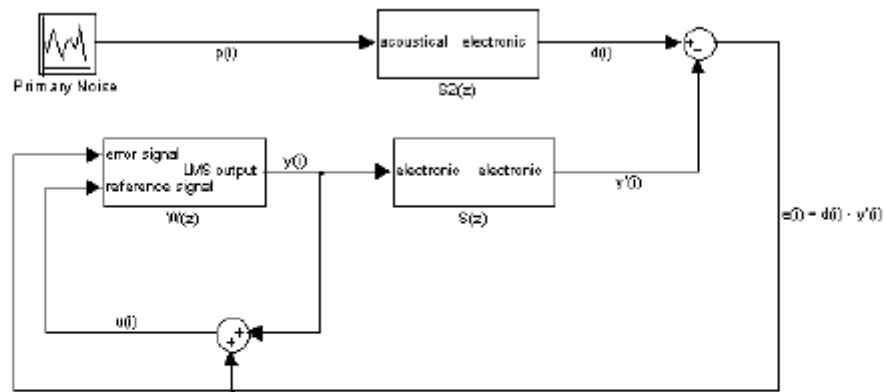 Primary Noise
p(i)
acoustical electronic
S2(z)
d(i)
+
-
error signal
LMS output
reference signal
W(z)
y(i)
electronic electronic
S(z)
y'(i)
e(i) = d(i) - y'(i)
u(i)
+
+